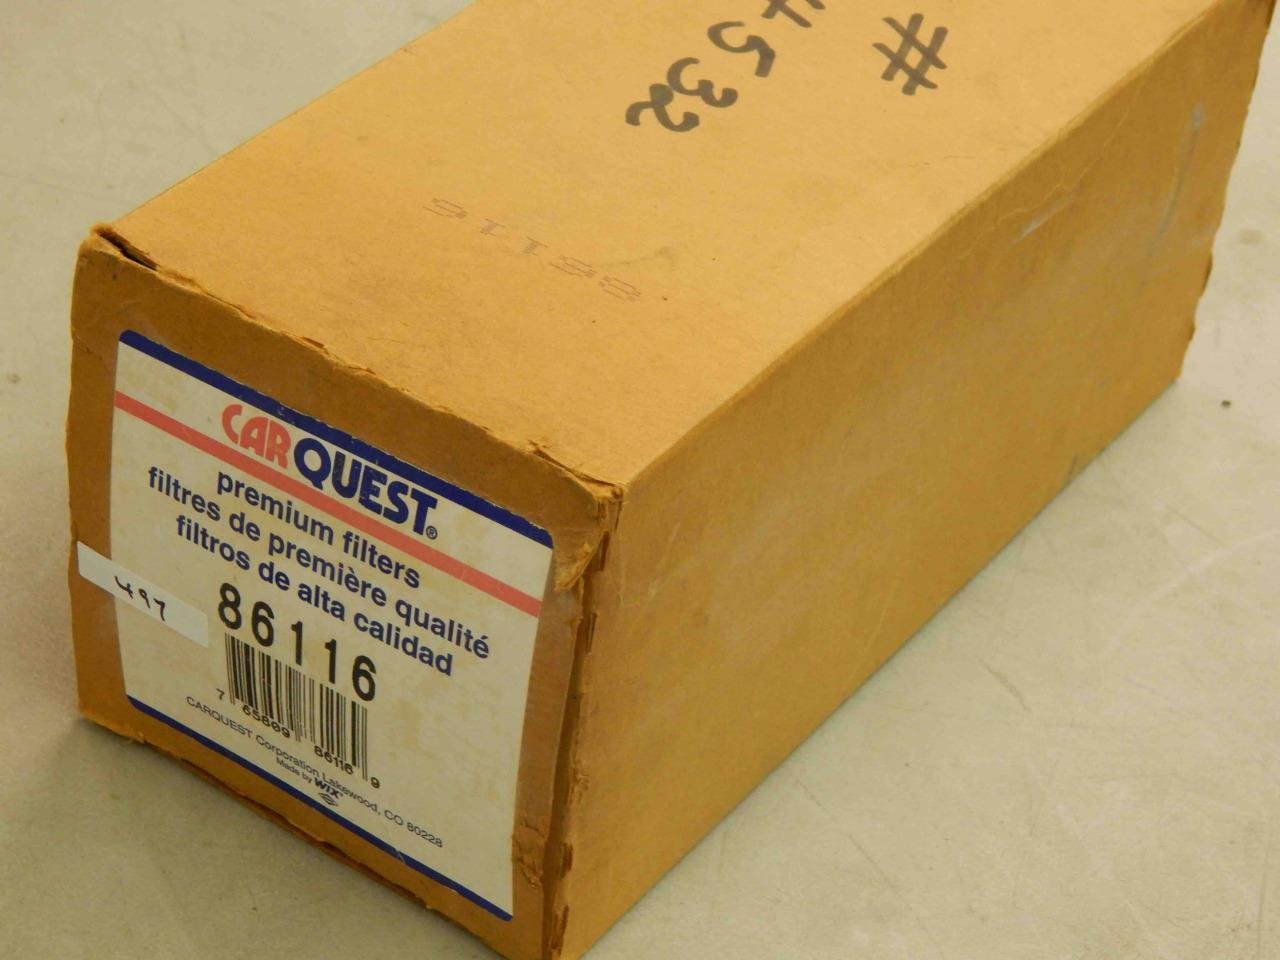 #
4532
86116
CARQUEST®
premium filters
filtres de première qualité
filtros de alta calidad
497
86116
7 65809 86116 9
CARQUEST Corporation Lakewood, CO 80228
Made by WIX®